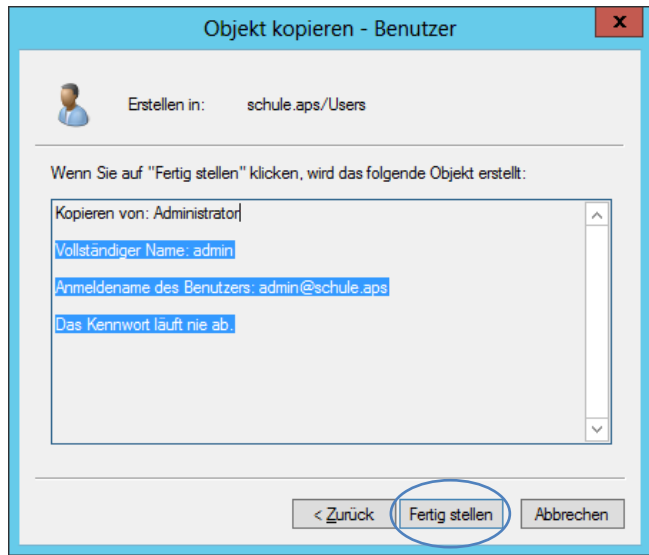 Objekt kopieren - Benutzer
x
Erstellen in: schule.aps/Users
Wenn Sie auf "Fertig stellen" klicken, wird das folgende Objekt erstellt:
Kopieren von: Administrator
Vollständiger Name: admin
Anmeldename des Benutzers: admin@schule.aps
Das Kennwort läuft nie ab.
< Zurück Fertig stellen Abbrechen